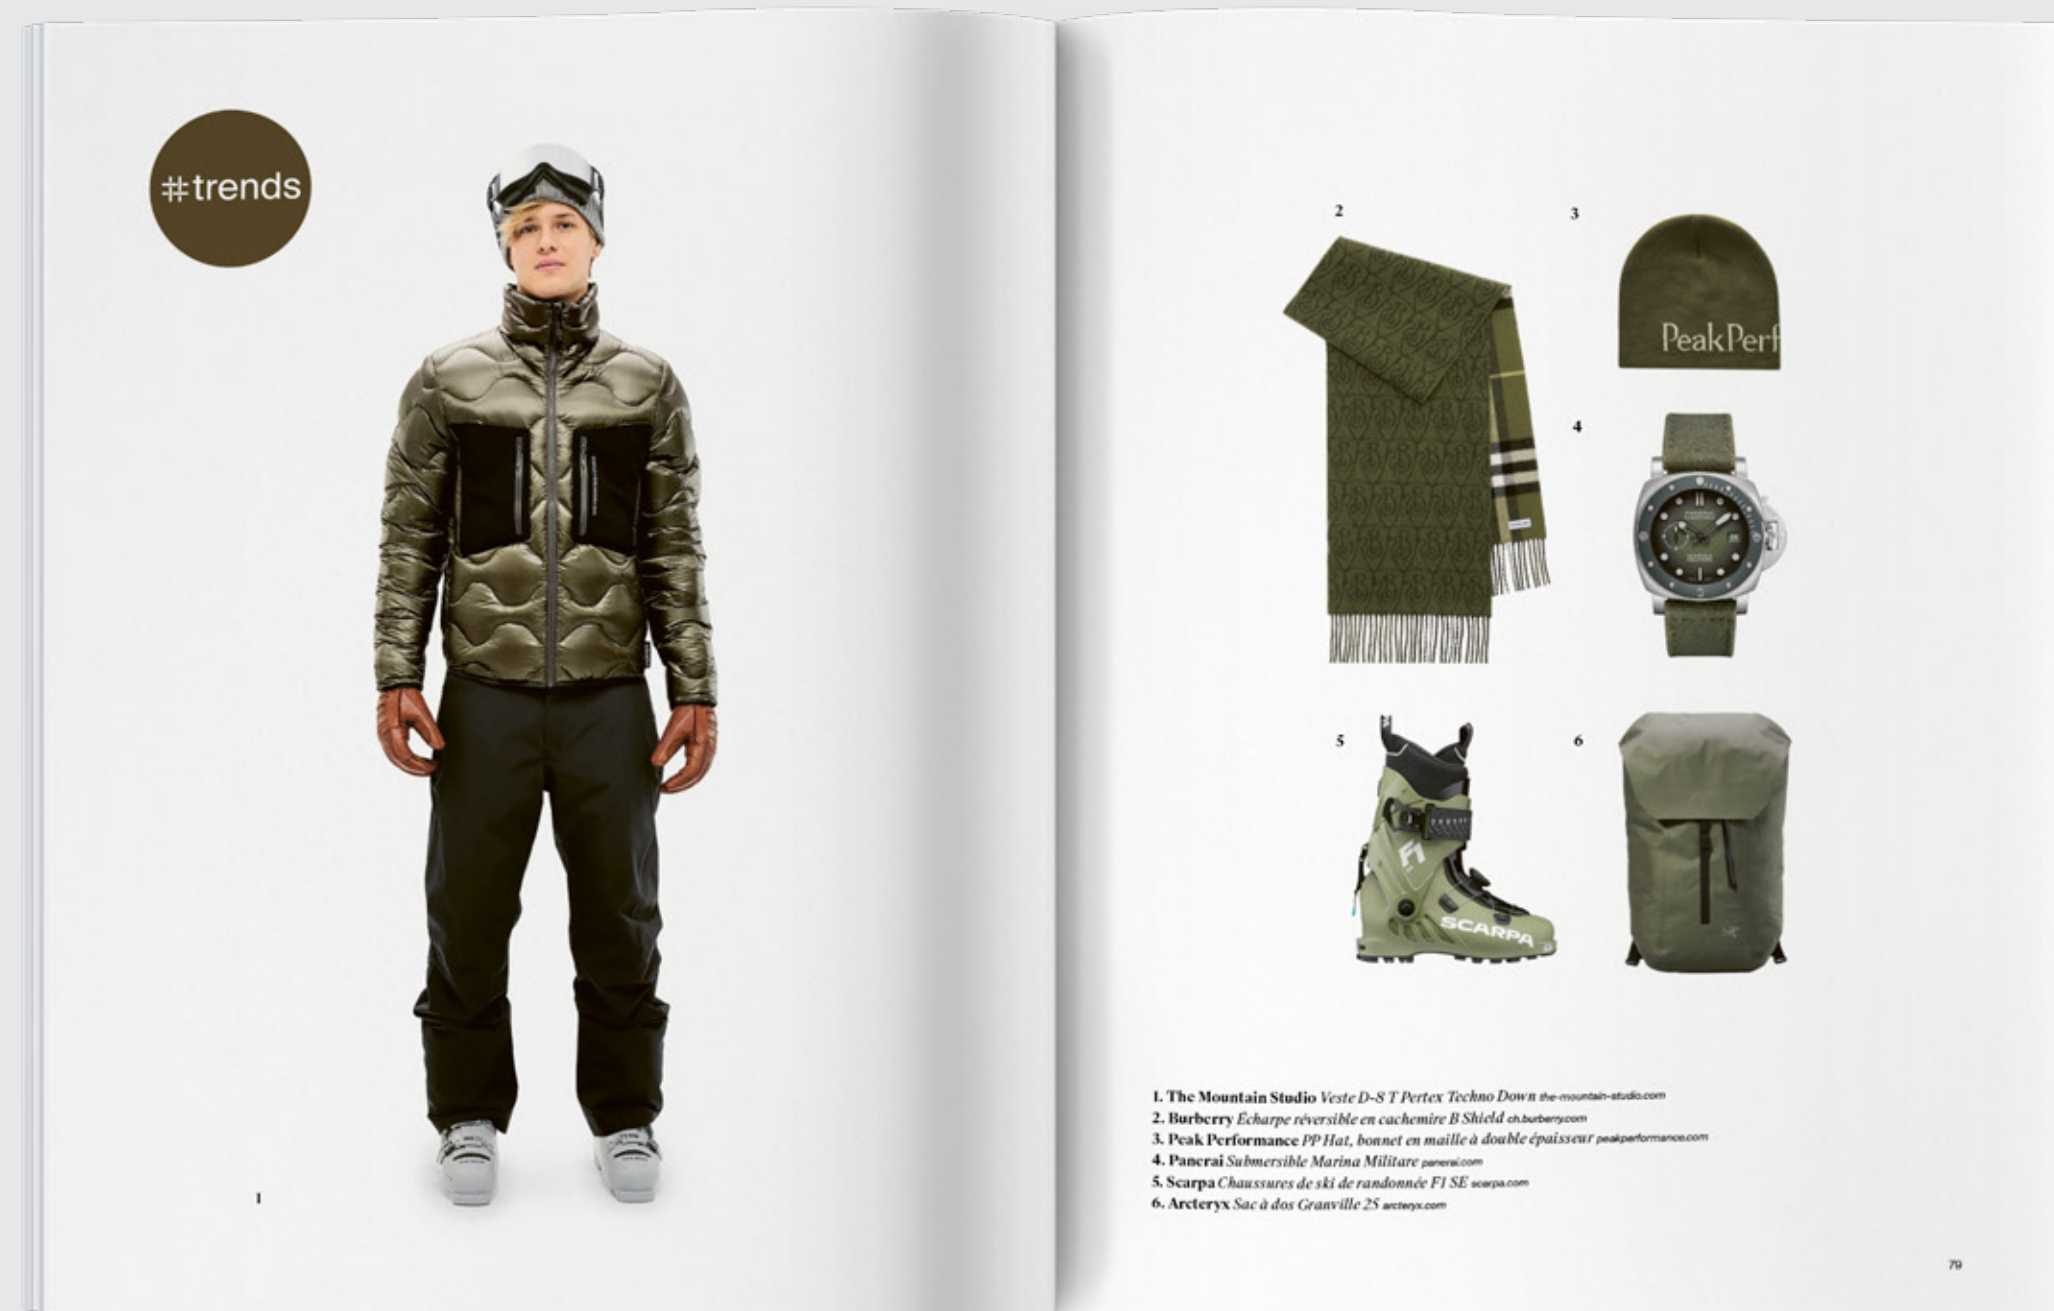 #trends
1
2
3
PeakPerf
4
5
6
F1
SCARPA
1. The Mountain Studio Veste D-8 T Pertex Techno Down the-mountain-studio.com
2. Burberry Écharpe réversible en cachemire B Shield ch.burberry.com
3. Peak Performance PP Hat, bonnet en maille à double épaisseur peakperformance.com
4. Panerai Submersible Marina Militare panerai.com
5. Scarpa Chaussures de ski de randonnée F1 SE scarpa.com
6. Arcteryx Sac à dos Granville 25 arcteryx.com
79